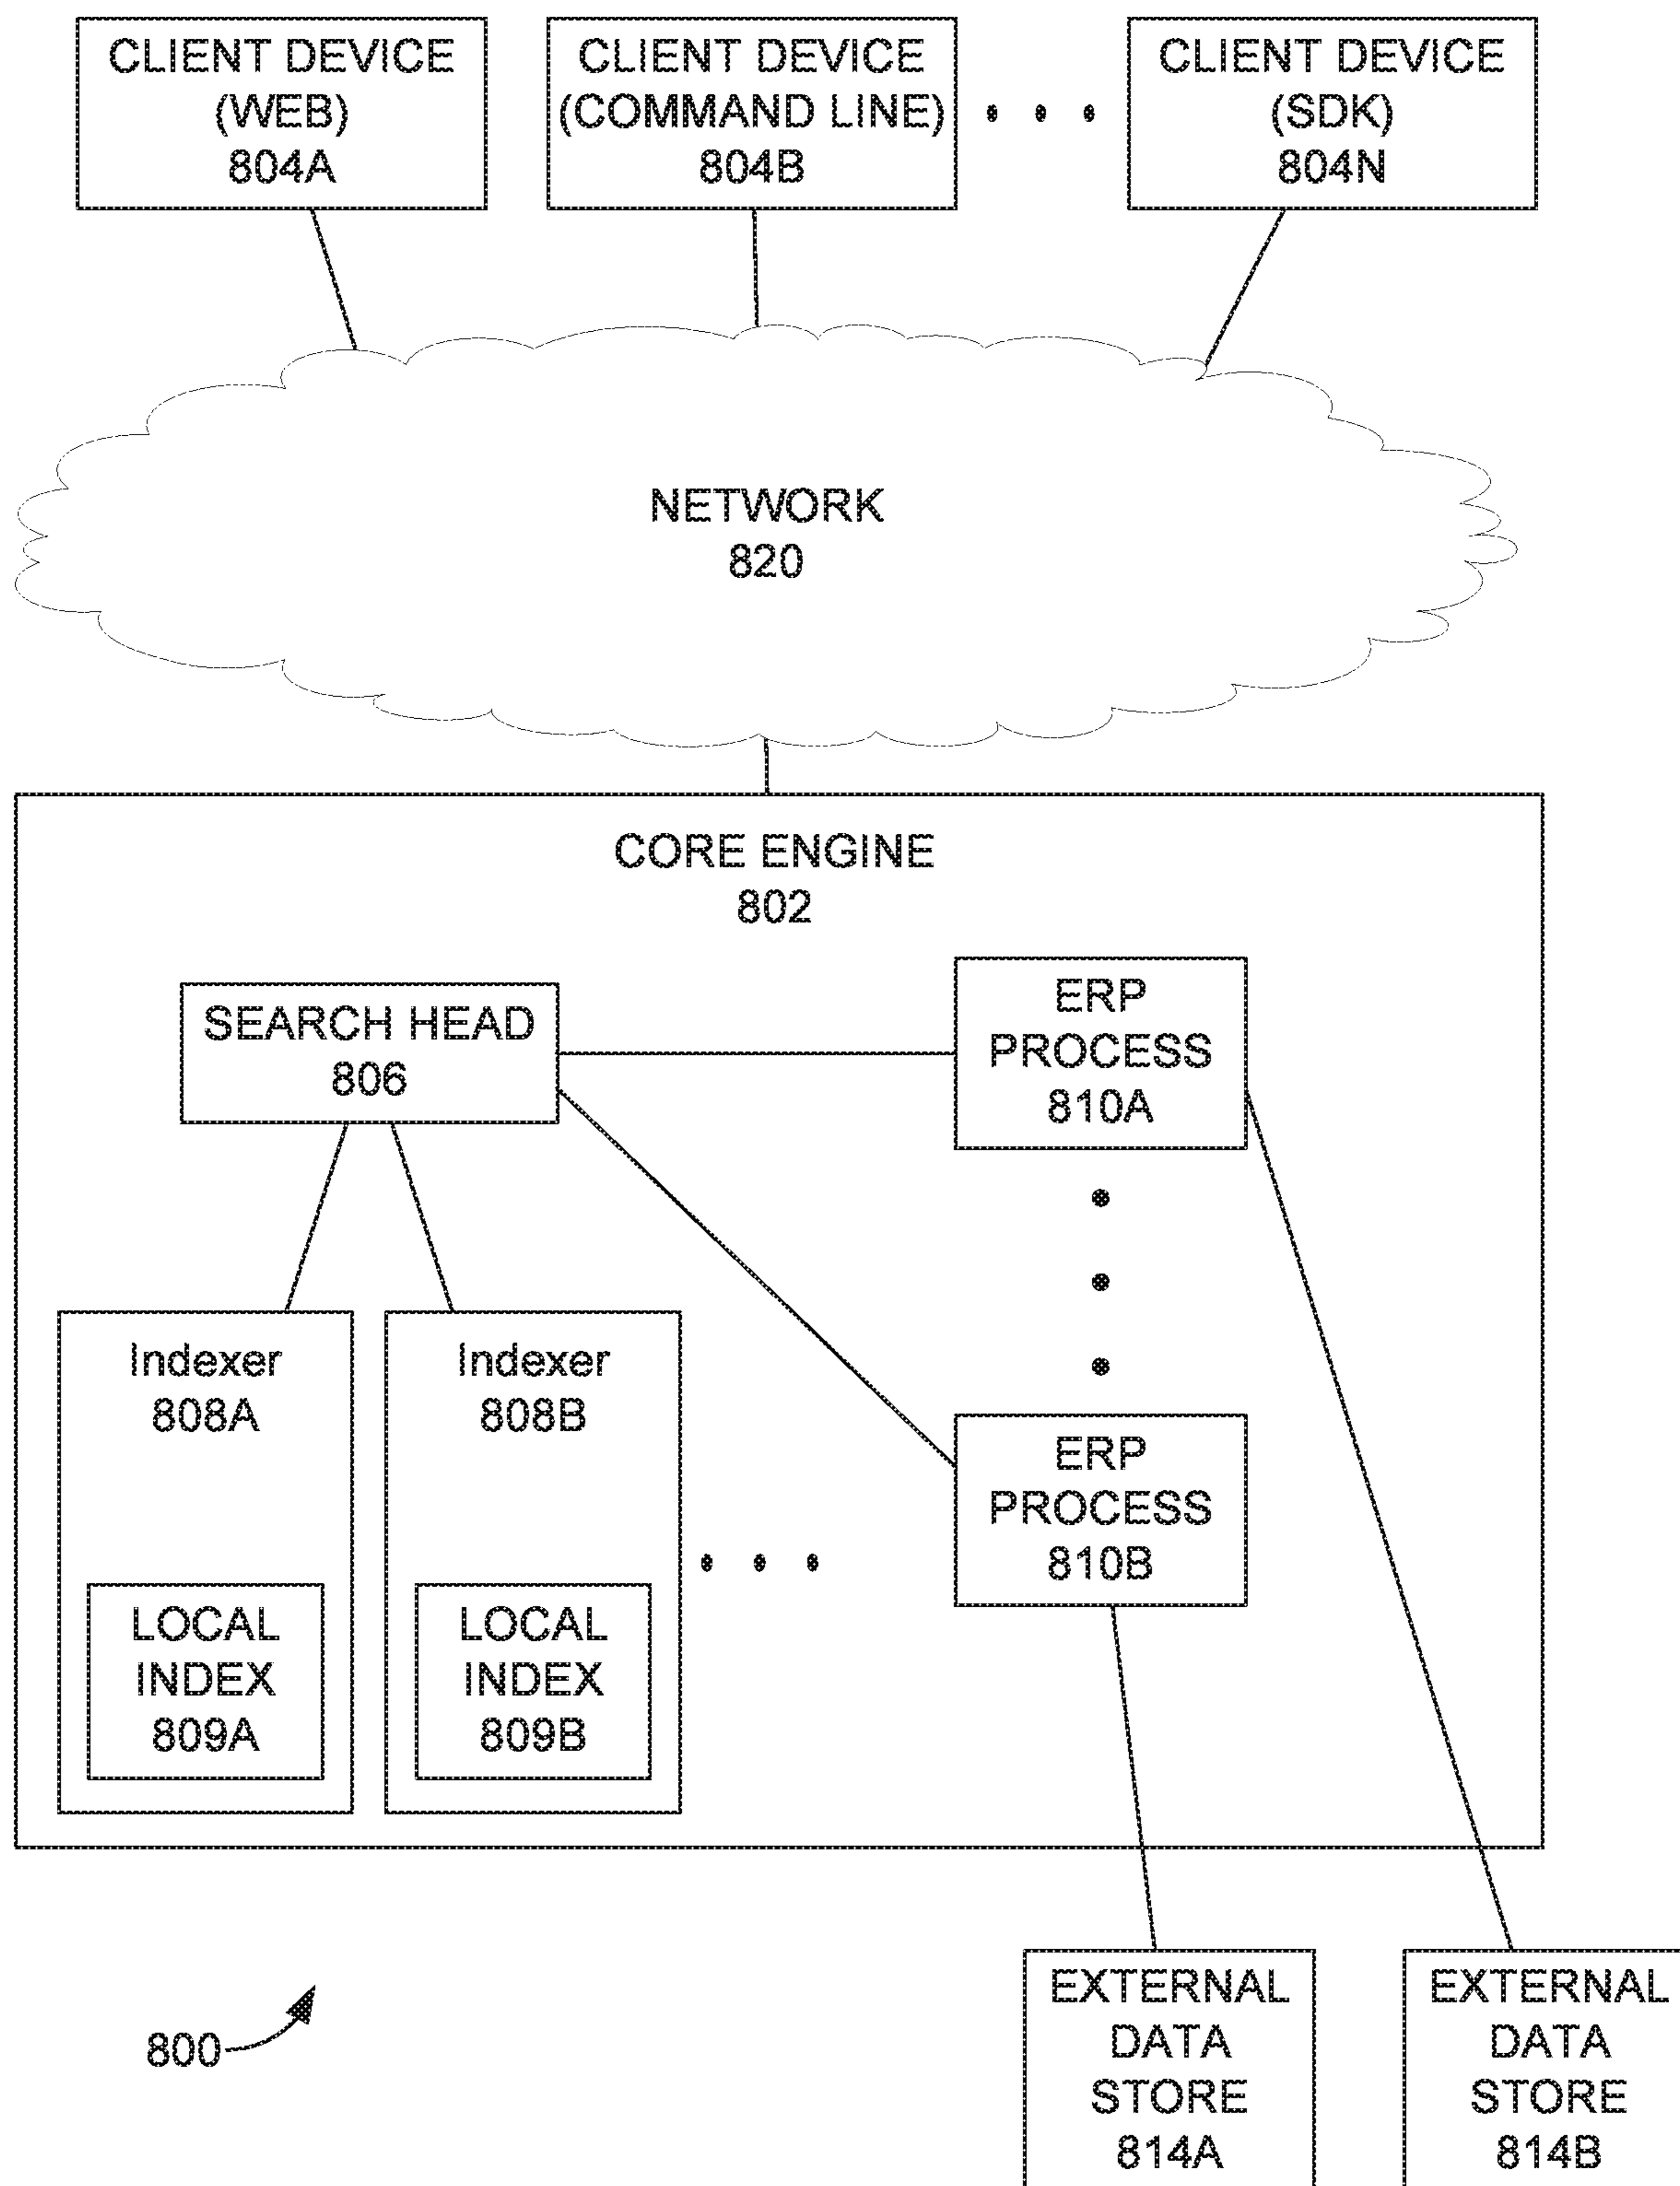 CLIENT DEVICE
(WEB)
804A
CLIENT DEVICE
(COMMAND LINE)
804B
CLIENT DEVICE
(SDK)
804N
NETWORK
820
CORE ENGINE
802
SEARCH HEAD
806
ERP
PROCESS
810A
Indexer
808A
Indexer
808B
ERP
PROCESS
810B
LOCAL
INDEX
809A
LOCAL
INDEX
809B
EXTERNAL
DATA
STORE
814A
EXTERNAL
DATA
STORE
814B
800